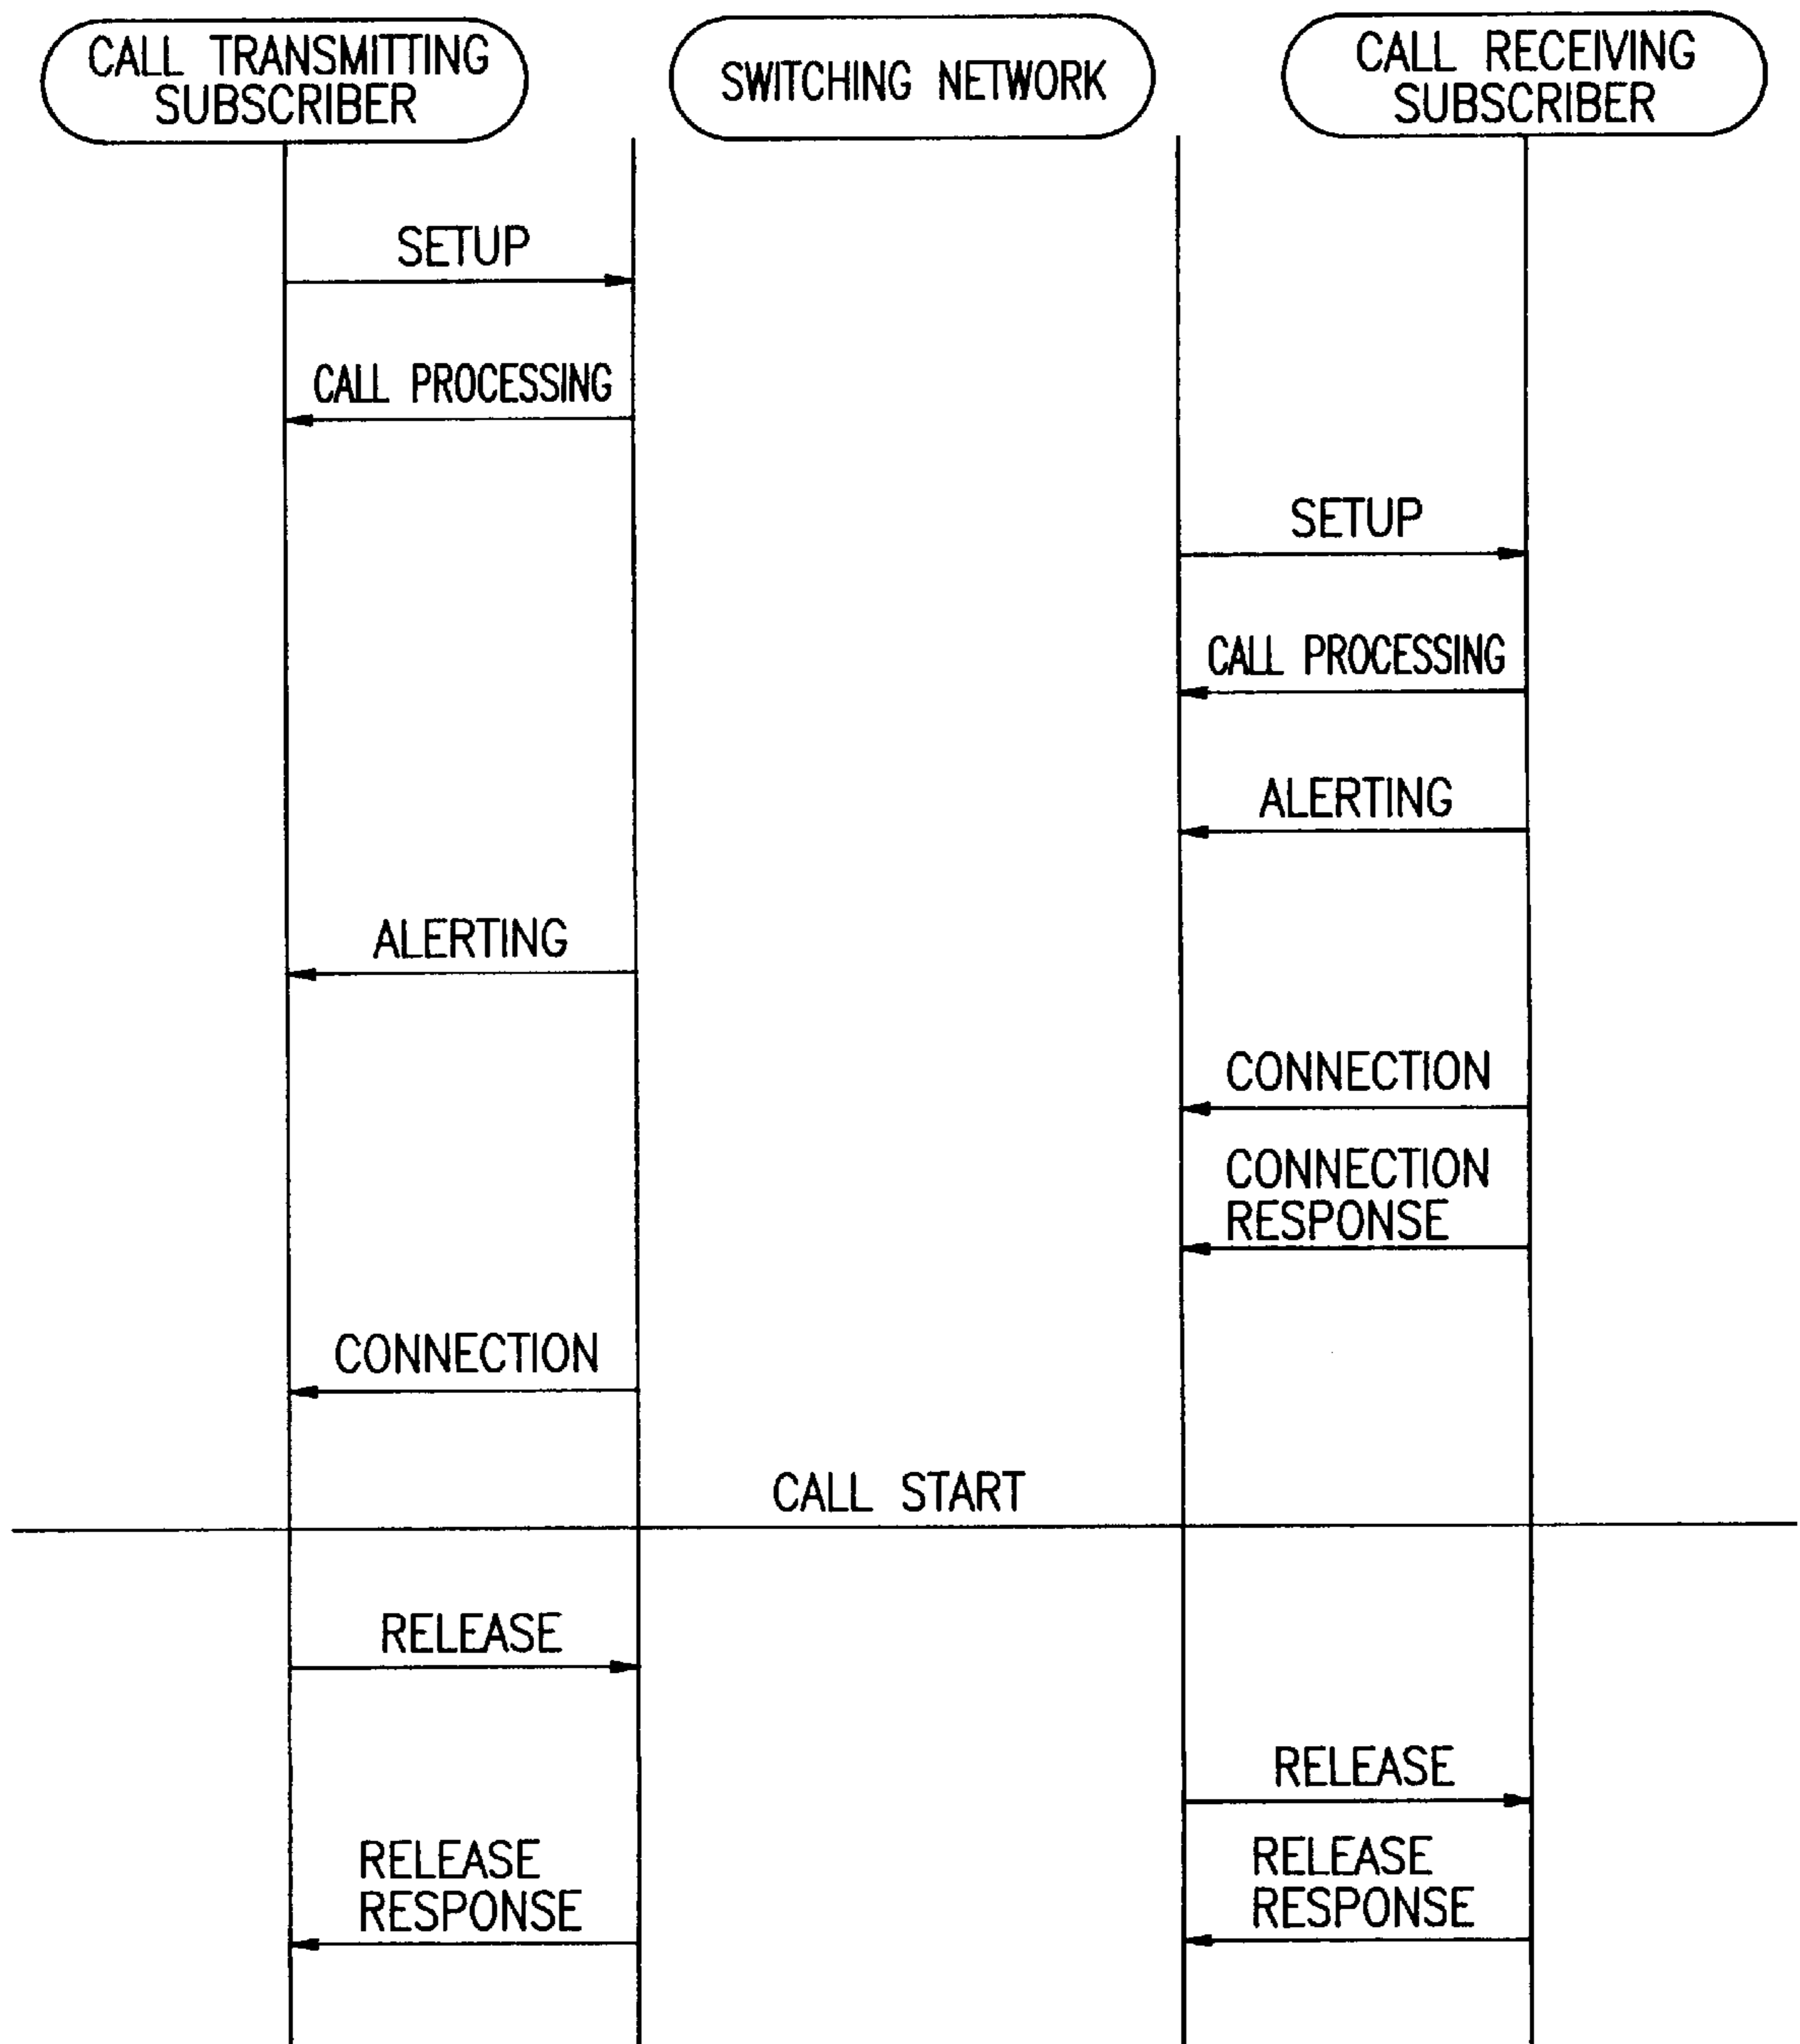 CALL TRANSMITTING
SUBSCRIBER
SWITCHING NETWORK
CALL RECEIVING
SUBSCRIBER
SETUP
CALL PROCESSING
SETUP
CALL PROCESSING
ALERTING
ALERTING
CONNECTION
CONNECTION
RESPONSE
CONNECTION
CALL START
RELEASE
RELEASE
RELEASE
RESPONSE
RELEASE
RESPONSE